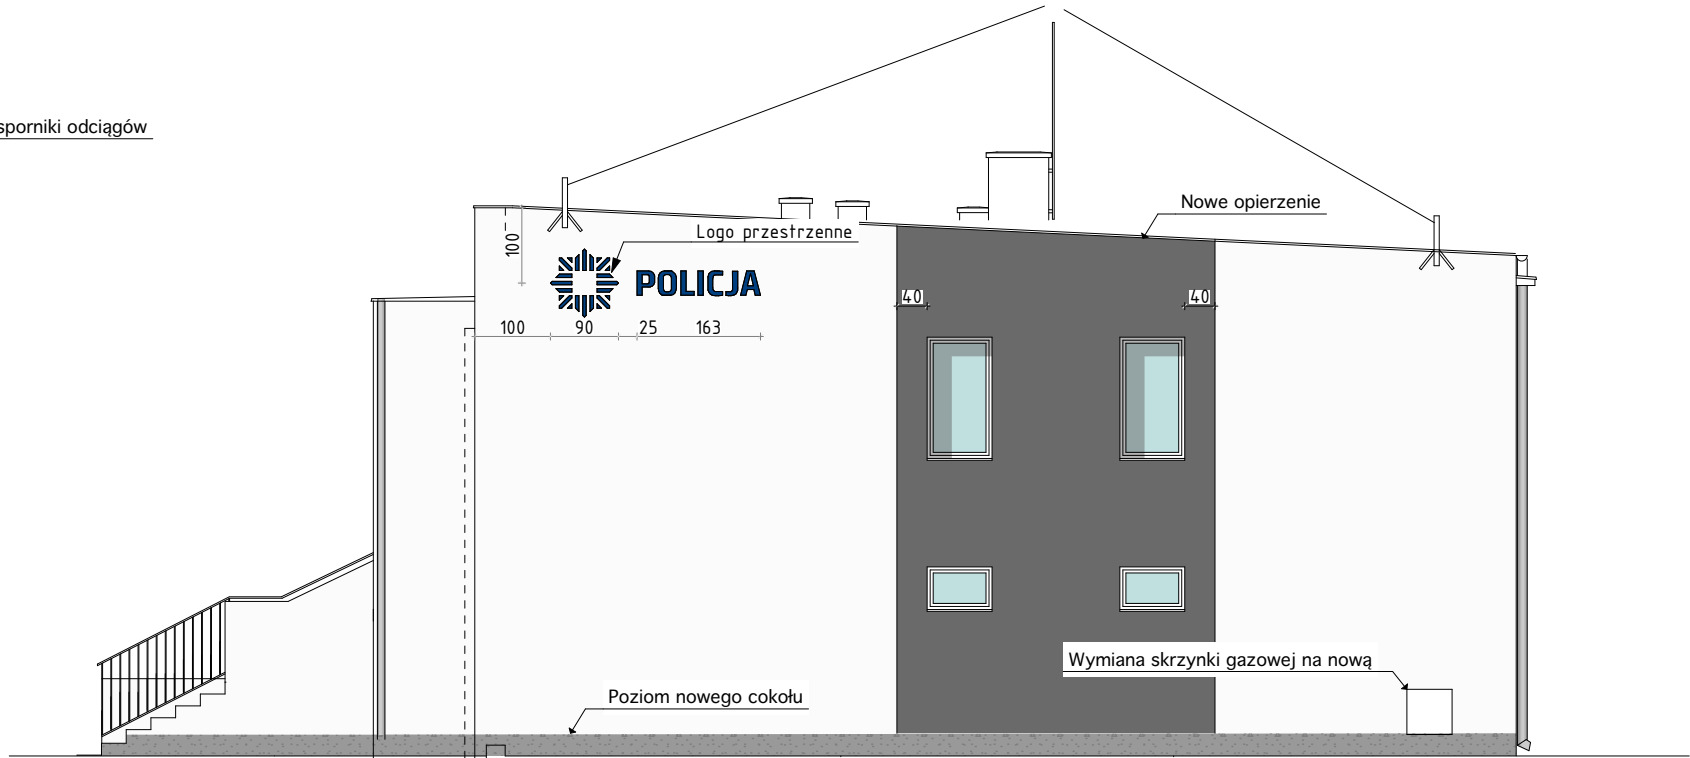 sporniki odciągów
Nowe opierzenie
Logo przestrzenne
100
POLICJA
40
40
100
90
25
163
Wymiana skrzynki gazowej na nową
Poziom nowego cokołu